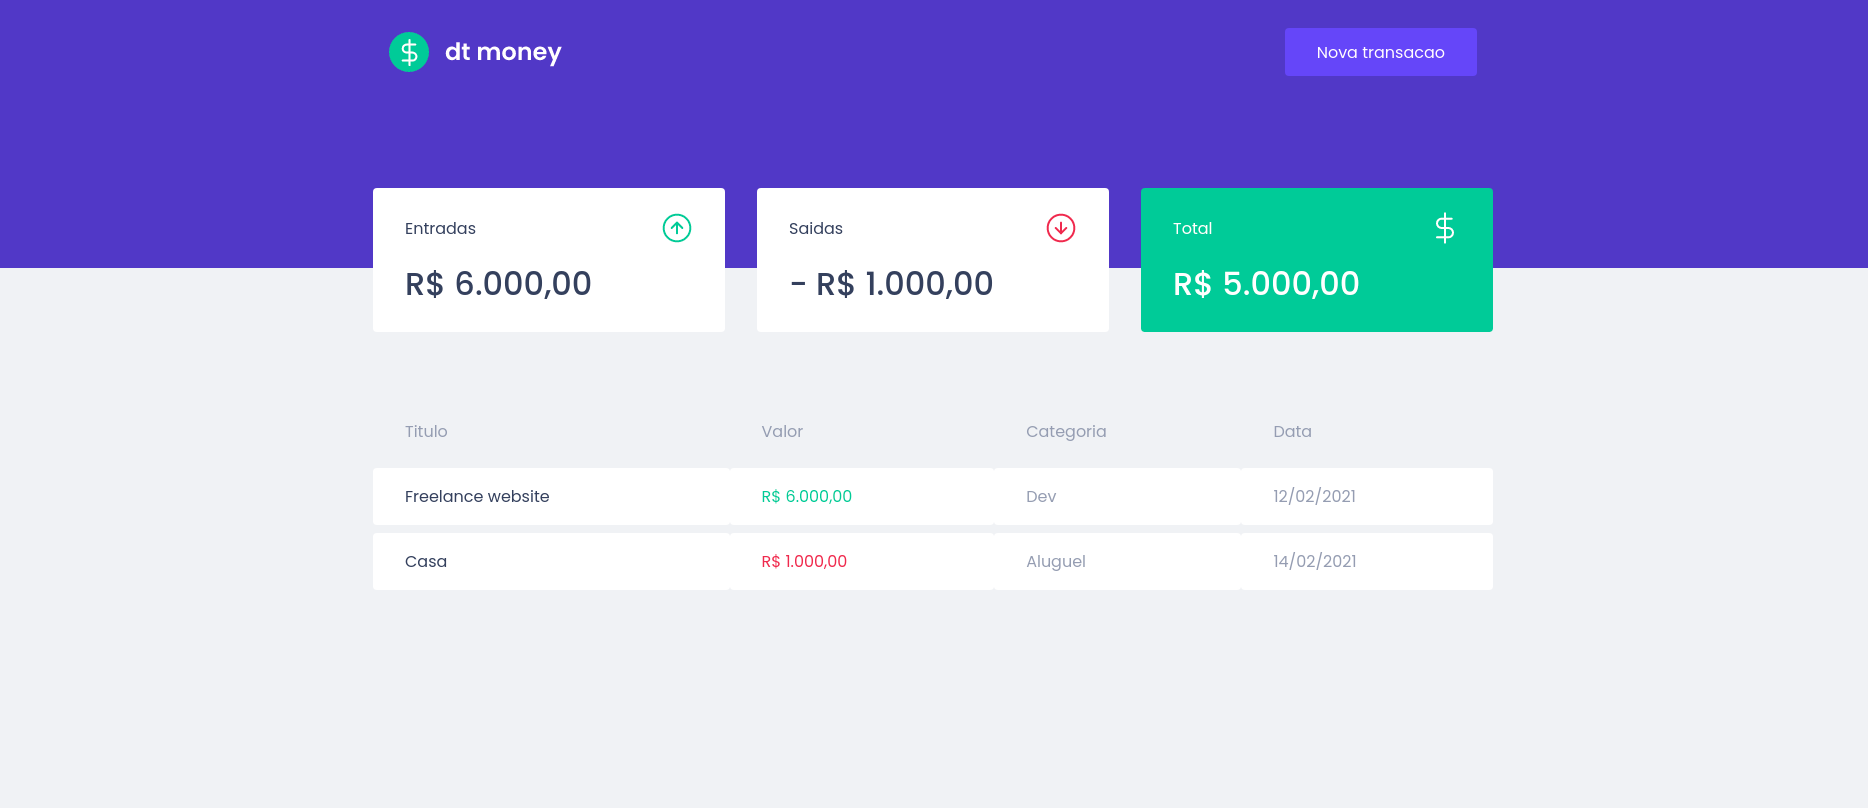 dt money
Nova transacao
Entradas
R$ 6.000,00
Saidas
- R$ 1.000,00
Total
R$ 5.000,00
Titulo Valor Categoria Data
Freelance website R$ 6.000,00 Dev 12/02/2021
Casa R$ 1.000,00 Aluguel 14/02/2021